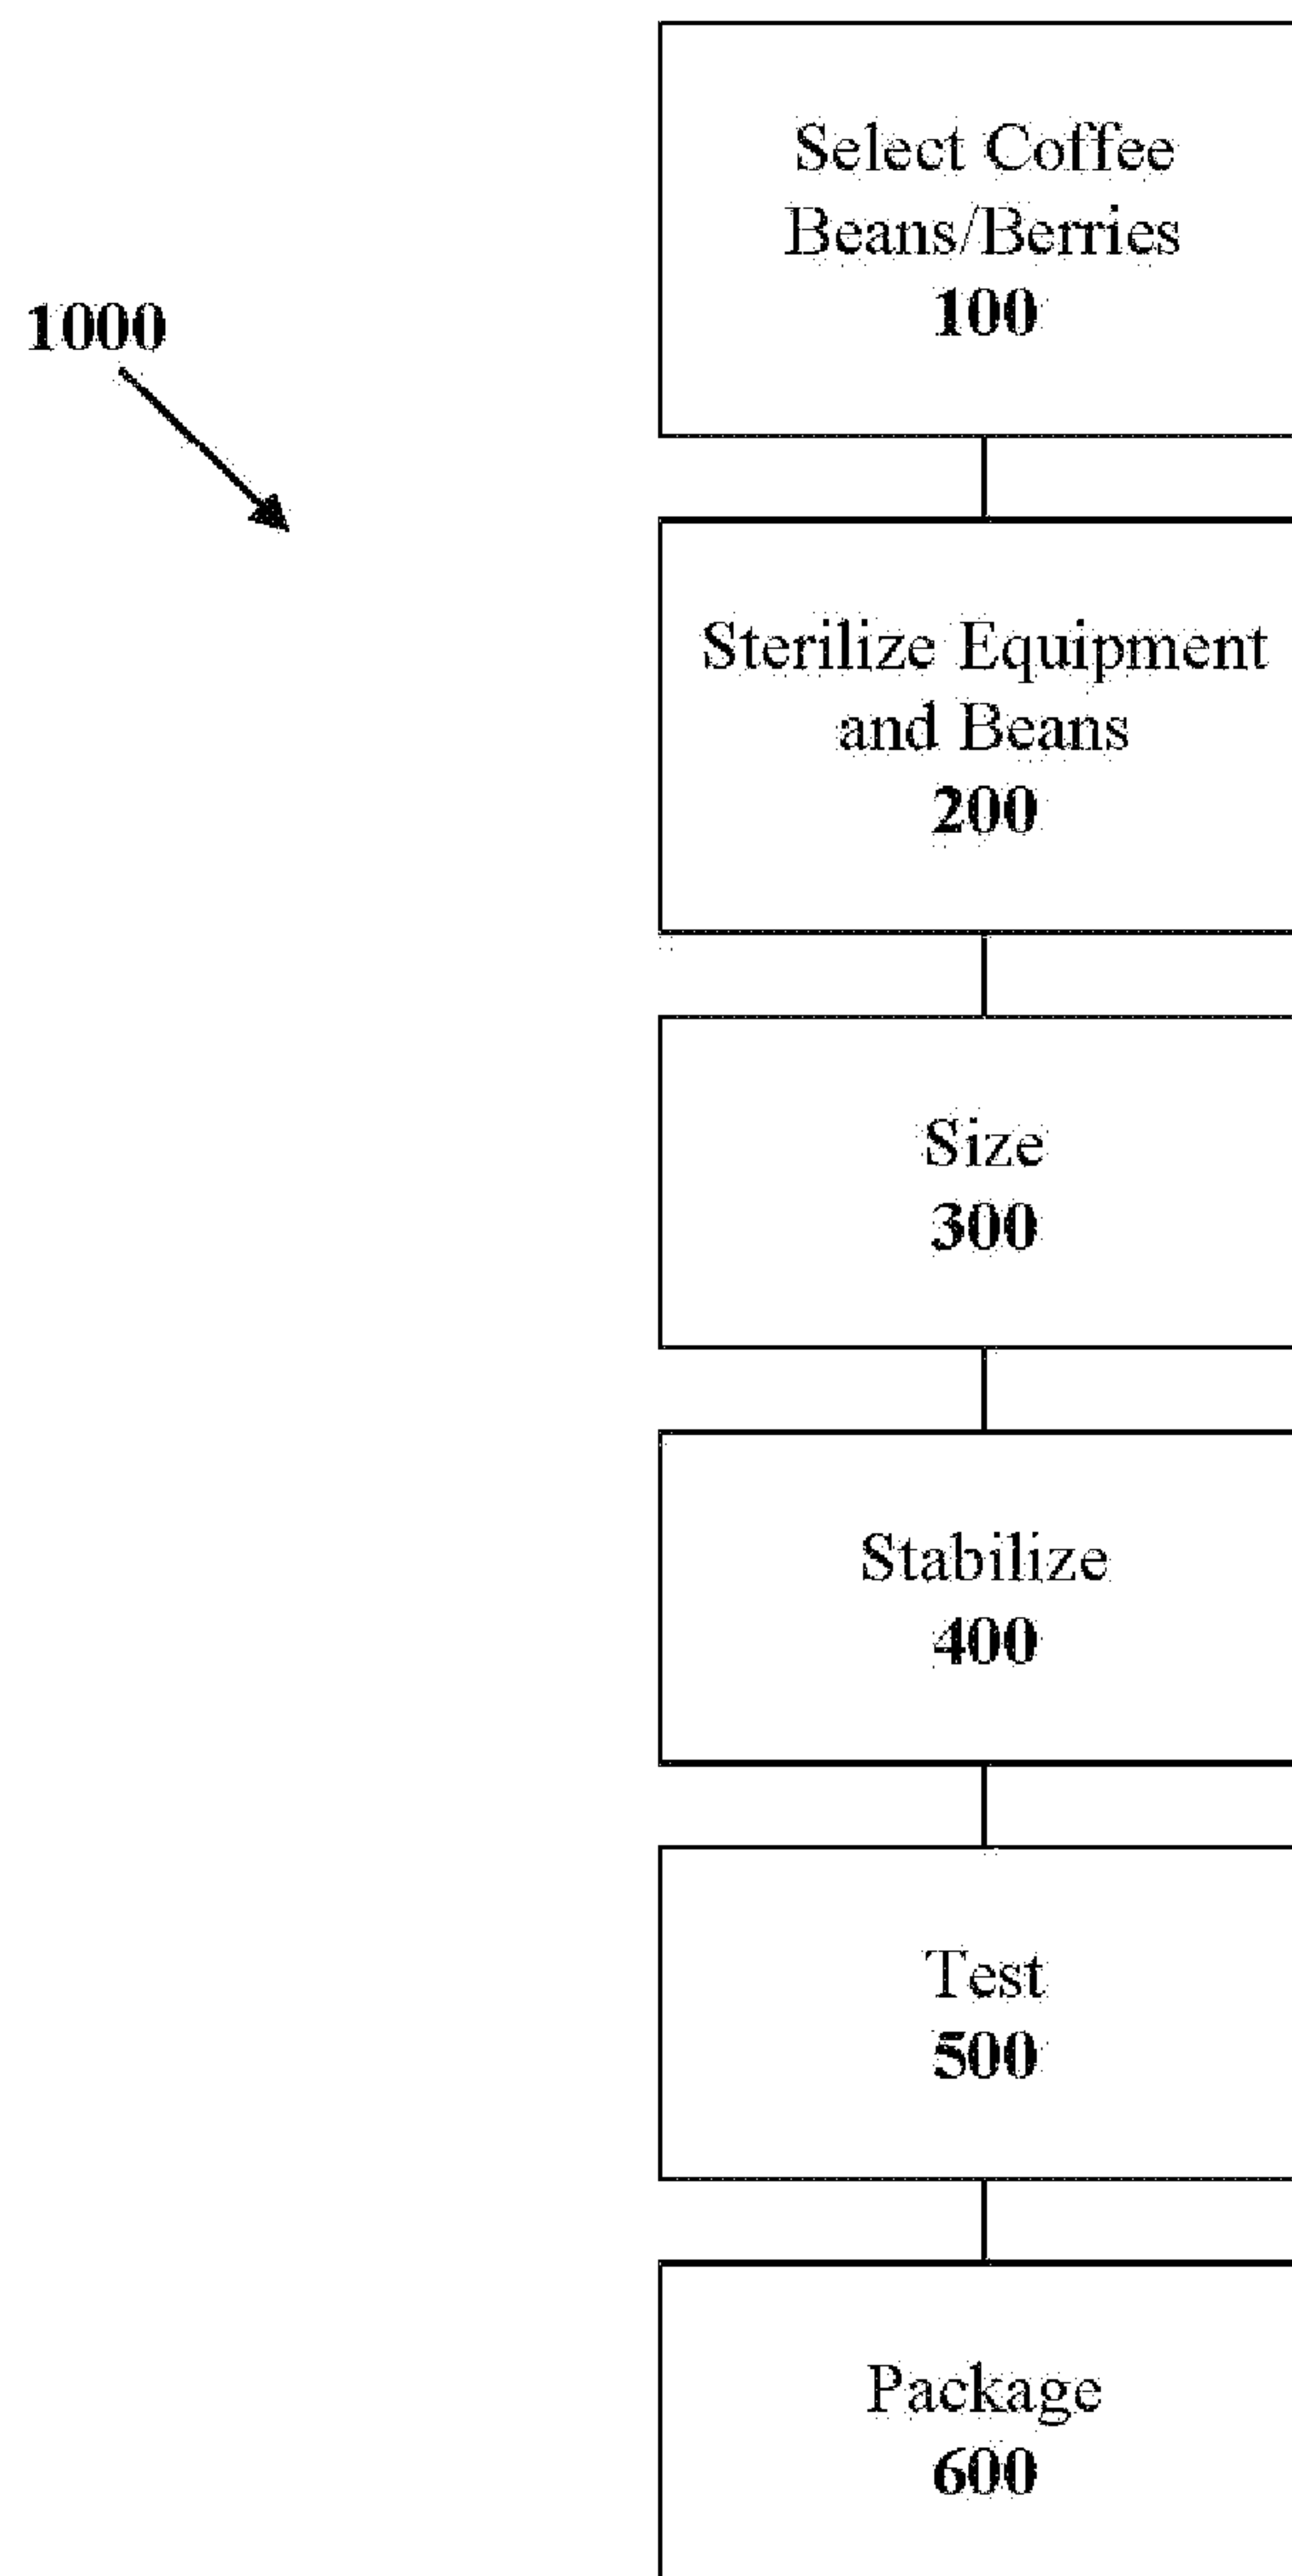 Select Coffee
Beans/Berries
100
1000
Sterilize Equipment
and Beans
200
Size
300
Stabilize
400
Test
500
Package
600